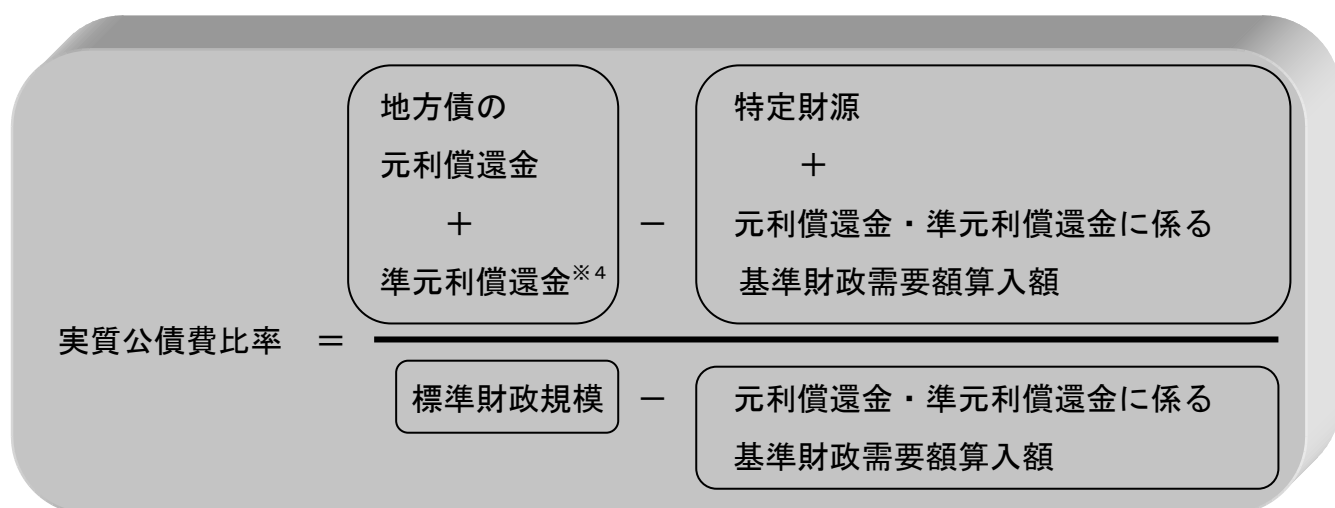 地方債の
元利償還金
＋
準元利償還金※4
－
特定財源
＋
元利償還金・準元利償還金に係る
基準財政需要額算入額
実質公債費比率 ＝
標準財政規模
－
元利償還金・準元利償還金に係る
基準財政需要額算入額